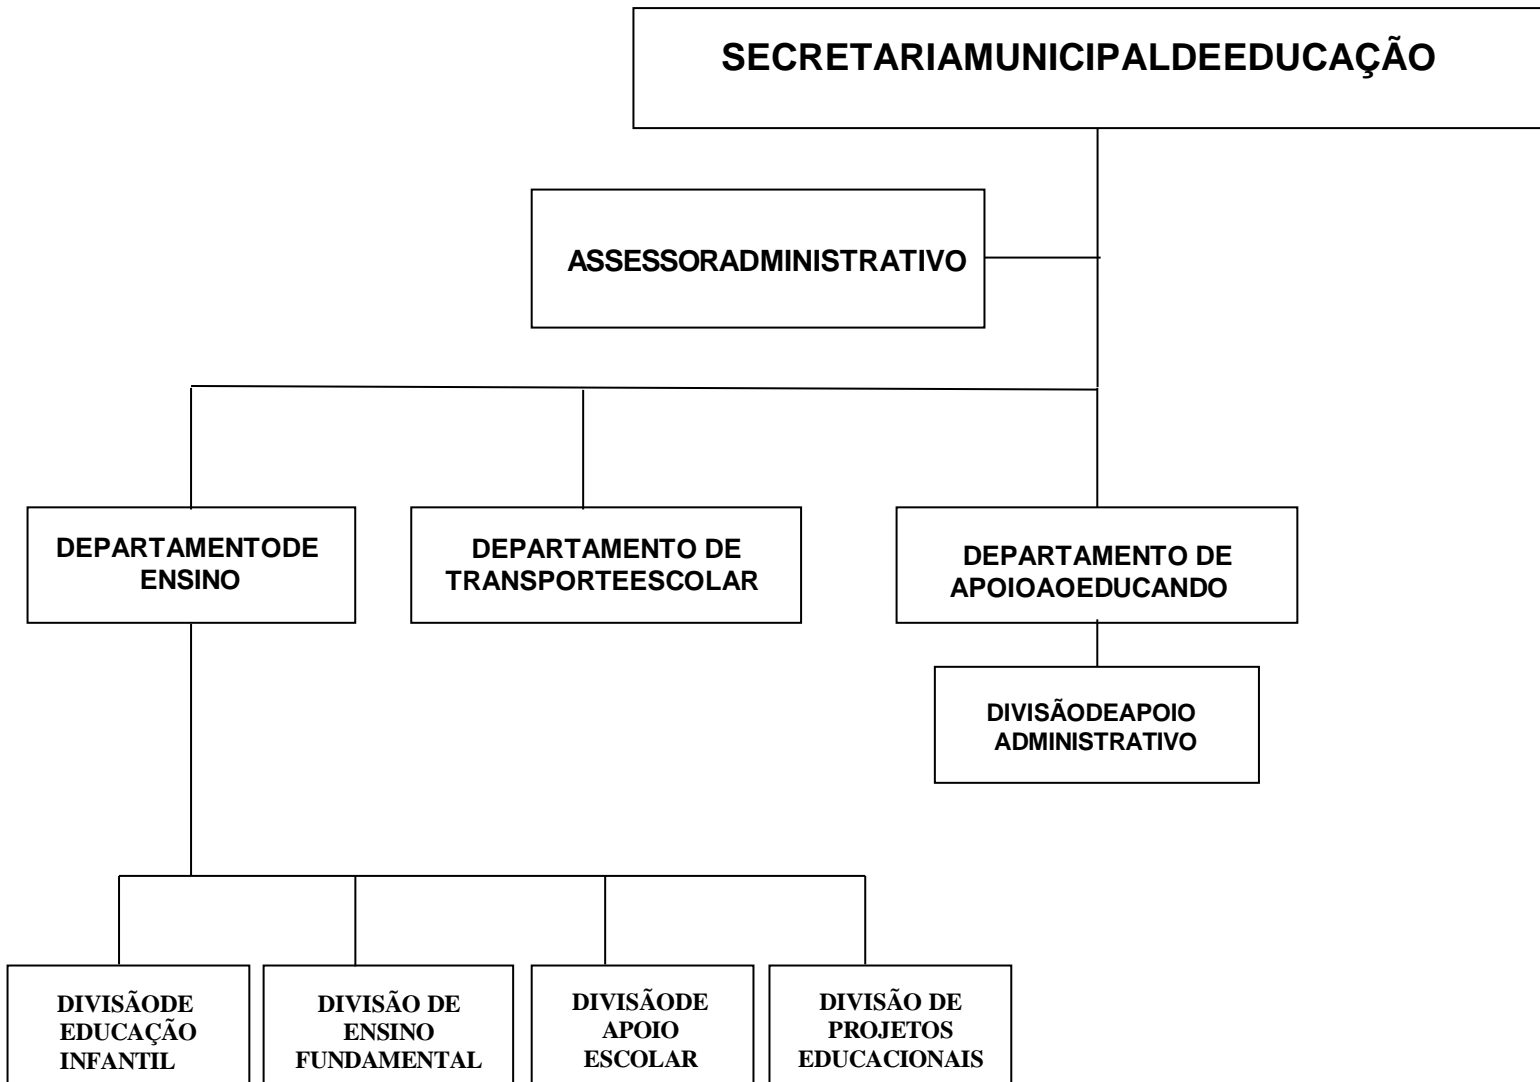 SECRETARIAMUNICIPALDEEDUCAÇÃO
ASSESSORADMINISTRATIVO
DEPARTAMENTODE
ENSINO
DEPARTAMENTO DE
TRANSPORTEESCOLAR
DEPARTAMENTO DE
APOIOAOEDUCANDO
DIVISÃODEAPOIO
ADMINISTRATIVO
DIVISÃODE
EDUCAÇÃO
INFANTIL
DIVISÃO DE
ENSINO
FUNDAMENTAL
DIVISÃODE
APOIO
ESCOLAR
DIVISÃO DE
PROJETOS
EDUCACIONAIS